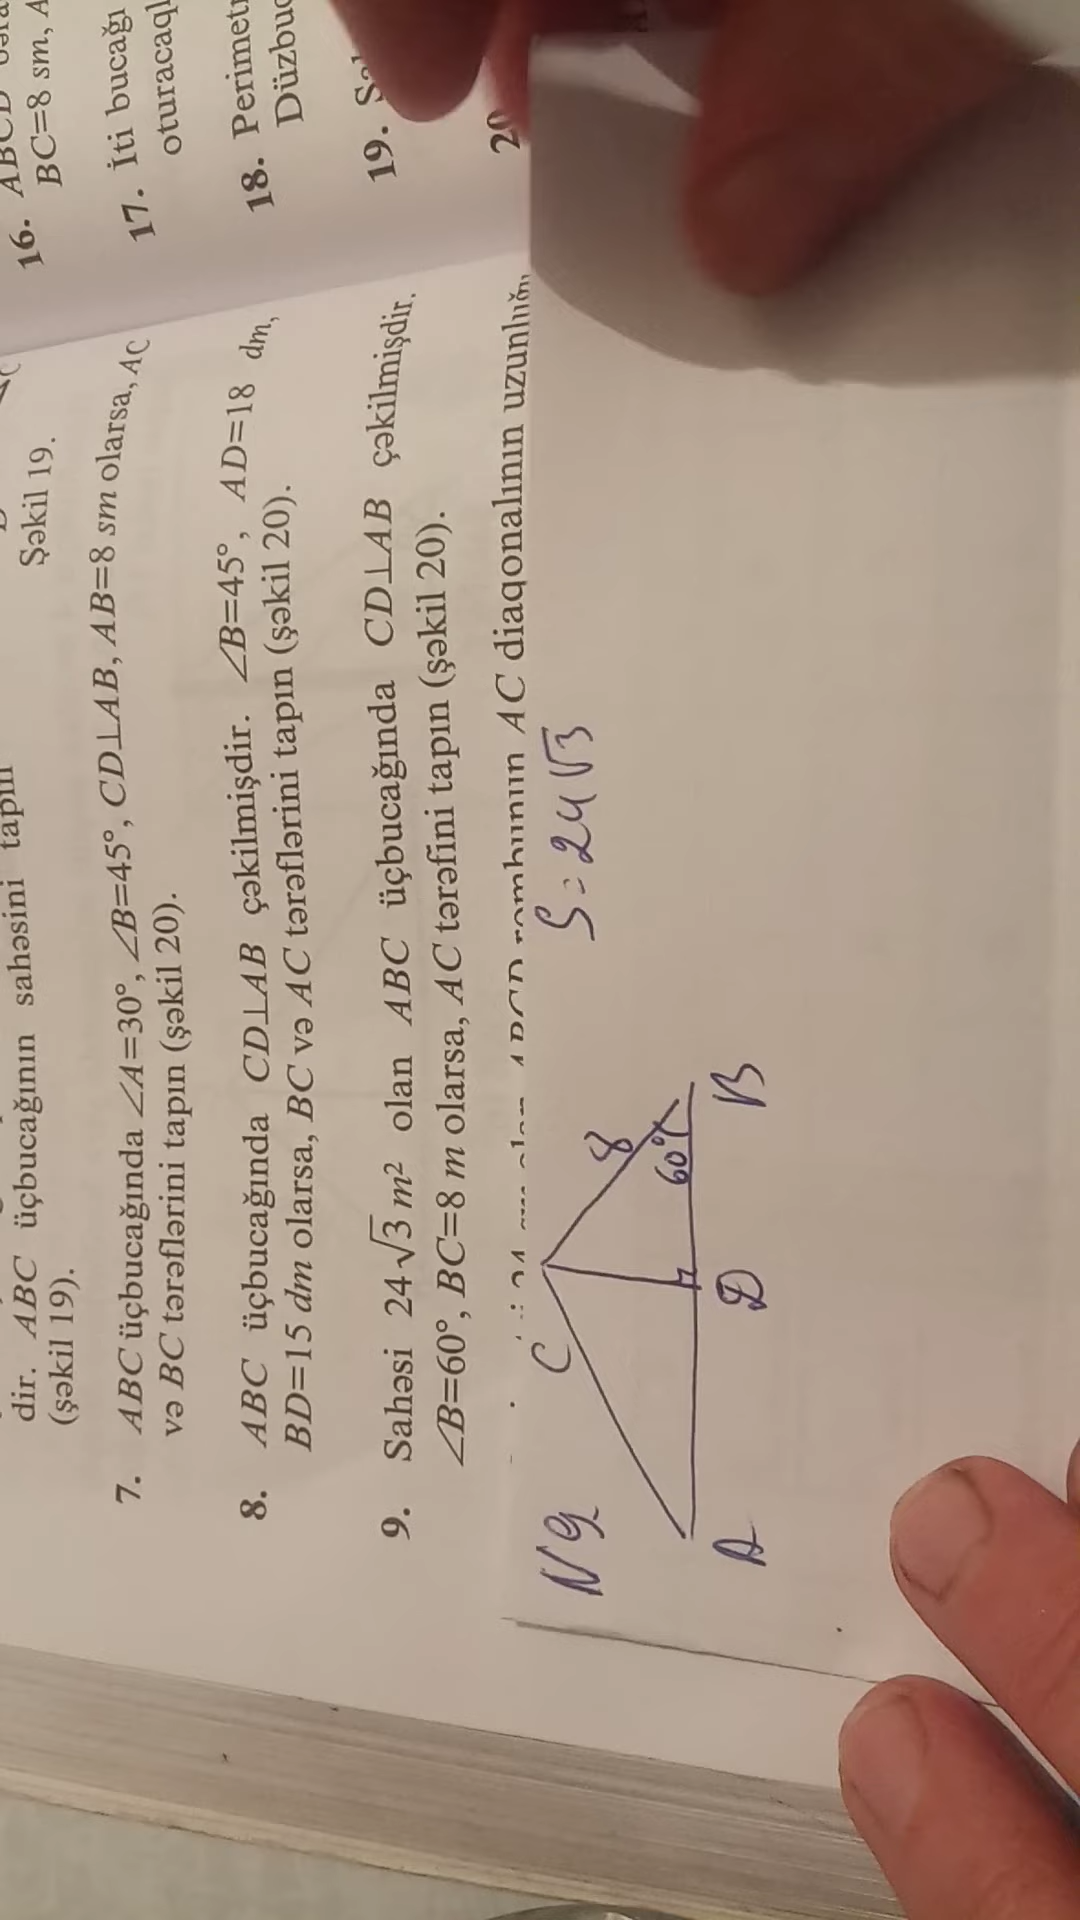 dir. ABC üçbucağının sahəsini tapın
(şəkil 19).
Şəkil 19.
7. ABC üçbucağında ∠A=30°, ∠B=45°, CD⊥AB, AB=8 sm olarsa, AC
və BC tərəflərini tapın (şəkil 20).
8. ABC üçbucağında CD⊥AB çəkilmişdir. ∠B=45°, AD=18 dm,
BD=15 dm olarsa, BC və AC tərəflərini tapın (şəkil 20).
9. Sahəsi 24√3 m² olan ABC üçbucağında CD⊥AB çəkilmişdir.
∠B=60°, BC=8 m olarsa, AC tərəfini tapın (şəkil 20).
ABCD rombunun AC diaqonalının
16. ABCD
BC=8 sm, A
17. İti bucağı
18.
19.
20
N9
C
8
60°
A
D
B
S=24√3